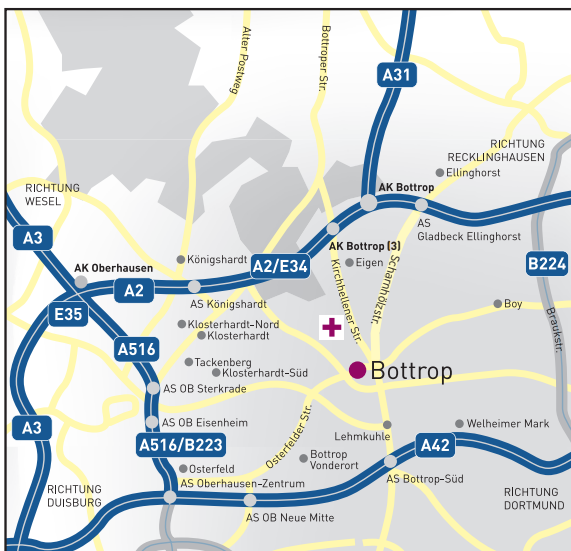 Alter Postweg
Bottroper Str.
A31
RICHTUNG
RECKLINGHAUSEN
Ellinghorst
RICHTUNG
WESEL
AK Bottrop
AS
Gladbeck Ellinghorst
A3
AK Oberhausen
Königshardt
A2/E34
AK Bottrop (3)
Eigen
B224
A2
AS Königshardt
Kirchhellener Str.
Scharnhölzstr.
E35
Boy
Braukstr.
Klosterhardt-Nord
Klosterhardt
A516
Tackenberg
Klosterhardt-Süd
Bottrop
AS OB Sterkrade
Osterfelder Str.
AS OB Eisenheim
Lehmkuhle
Welheimer Mark
A3
A516/B223
A42
Bottrop
Vonderort
Osterfeld
AS Oberhausen-Zentrum
AS Bottrop-Süd
RICHTUNG
DUISBURG
AS OB Neue Mitte
RICHTUNG
DORTMUND